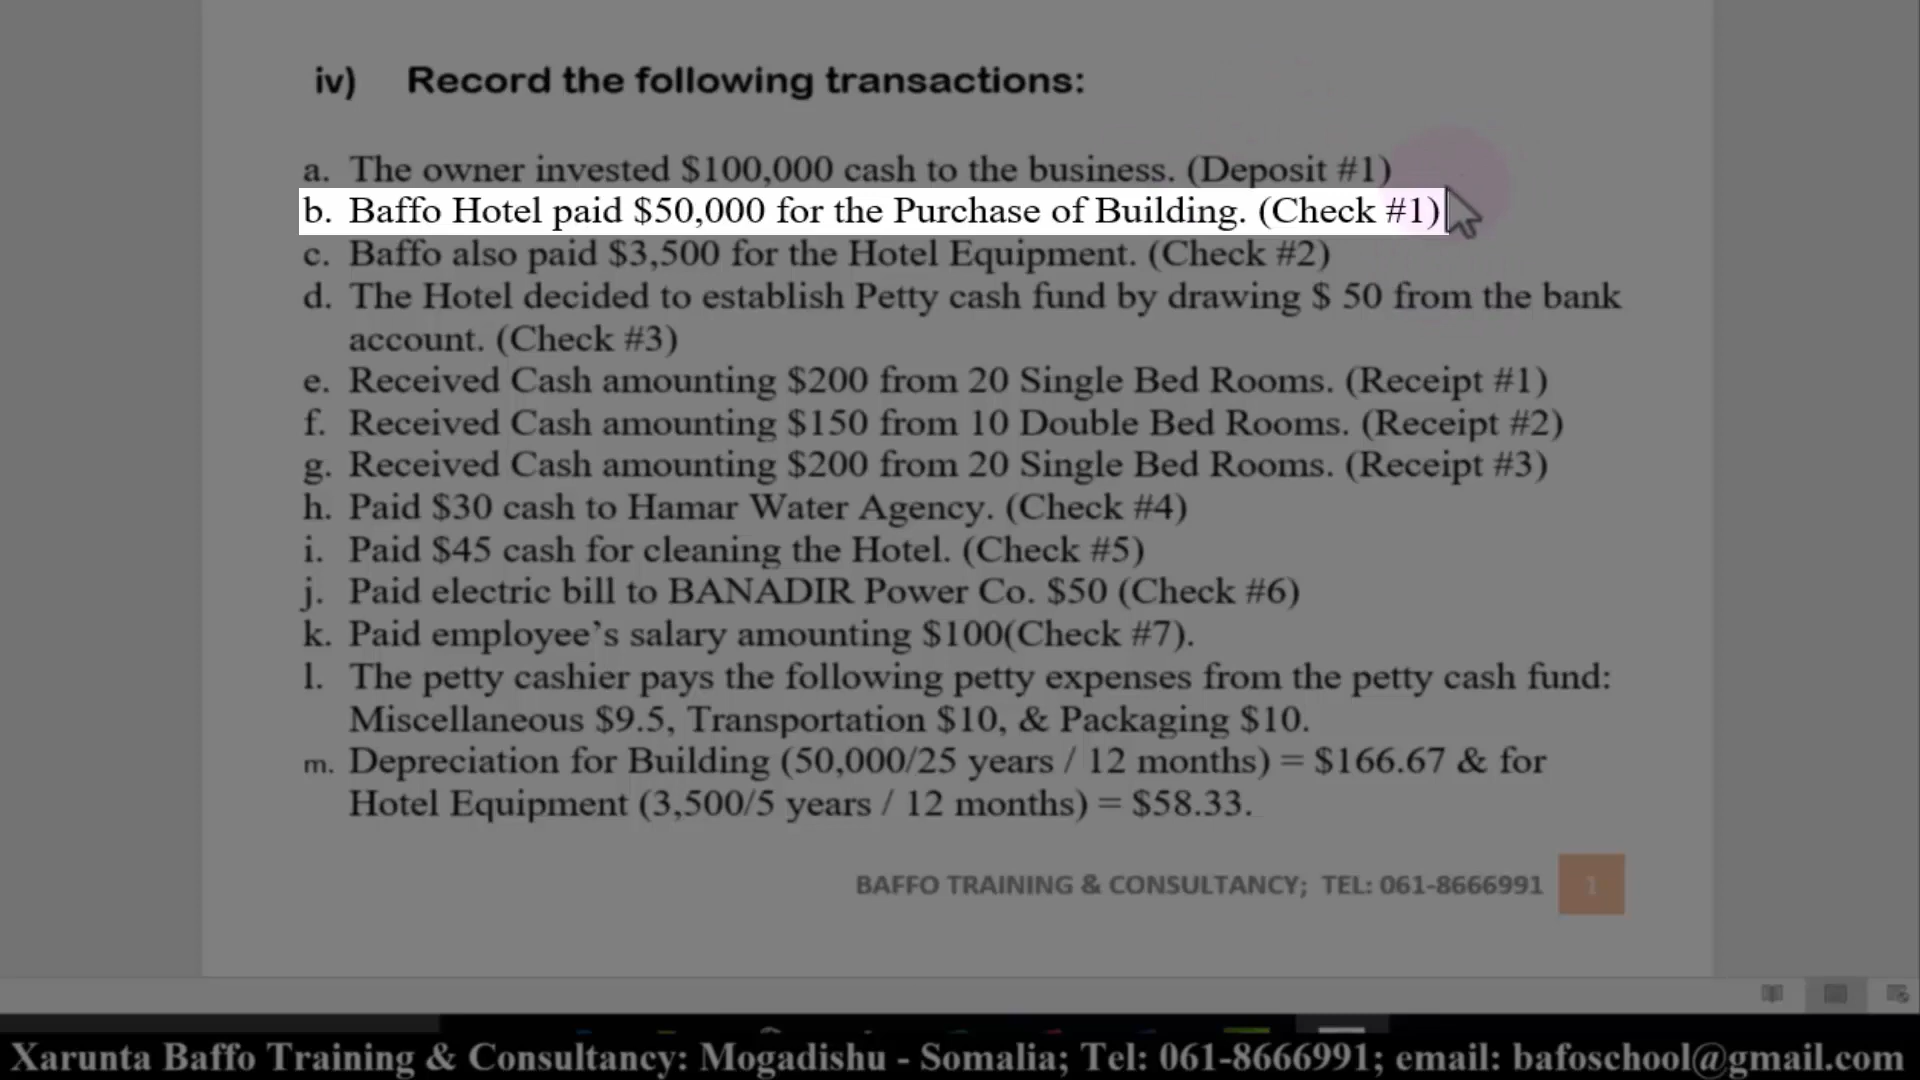 iv) Record the following transactions:
a. The owner invested $100,000 cash to the business. (Deposit #1)
b. Baffo Hotel paid $50,000 for the Purchase of Building. (Check #1)
c. Baffo also paid $3,500 for the Hotel Equipment. (Check #2)
d. The Hotel decided to establish Petty cash fund by drawing $ 50 from the bank
account. (Check #3)
e. Received Cash amounting $200 from 20 Single Bed Rooms. (Receipt #1)
f. Received Cash amounting $150 from 10 Double Bed Rooms. (Receipt #2)
g. Received Cash amounting $200 from 20 Single Bed Rooms. (Receipt #3)
h. Paid $30 cash to Hamar Water Agency. (Check #4)
i. Paid $45 cash for cleaning the Hotel. (Check #5)
j. Paid electric bill to BANADIR Power Co. $50 (Check #6)
k. Paid employee’s salary amounting $100(Check #7).
l. The petty cashier pays the following petty expenses from the petty cash fund:
Miscellaneous $9.5, Transportation $10, & Packaging $10.
m. Depreciation for Building (50,000/25 years / 12 months) = $166.67 & for
Hotel Equipment (3,500/5 years / 12 months) = $58.33.
BAFFO TRAINING & CONSULTANCY; TEL: 061-8666991 1
Xarunta Baffo Training & Consultancy: Mogadishu - Somalia; Tel: 061-8666991; email: bafoschool@gmail.com